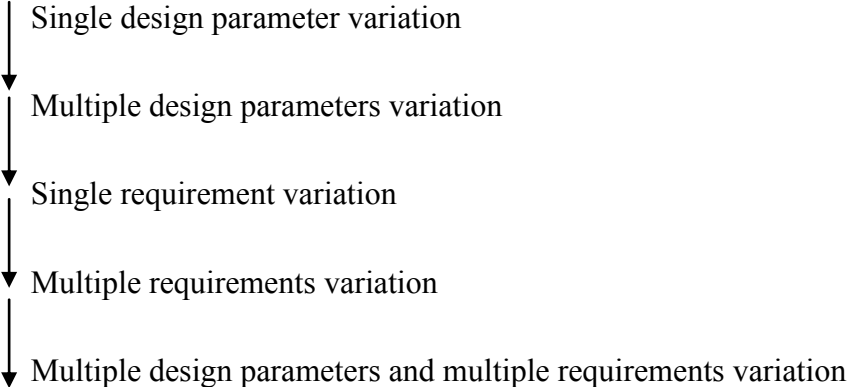 Single design parameter variation
Multiple design parameters variation
Single requirement variation
Multiple requirements variation
Multiple design parameters and multiple requirements variation